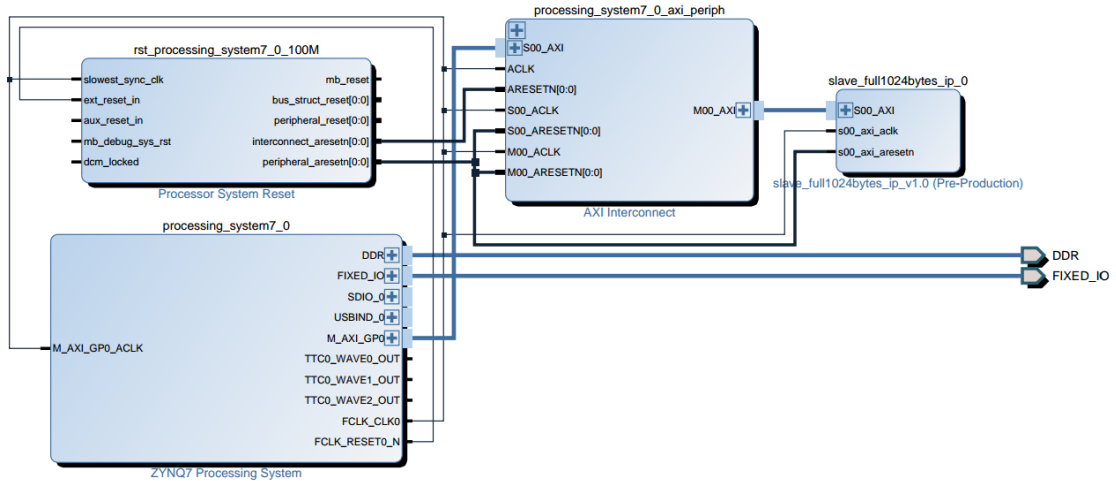 processing_system7_0_axi_periph
S00_AXI
ACLK
ARESETN[0:0]
S00_ACLK
S00_ARESETN[0:0]
M00_ACLK
M00_ARESETN[0:0]
M00_AXI
AXI Interconnect
rst_processing_system7_0_100M
slowest_sync_clk
ext_reset_in
aux_reset_in
mb_debug_sys_rst
dcm_locked
mb_reset
bus_struct_reset[0:0]
peripheral_reset[0:0]
interconnect_aresetn[0:0]
peripheral_aresetn[0:0]
Processor System Reset
slave_full1024bytes_ip_0
S00_AXI
s00_axi_aclk
s00_axi_aresetn
slave_full1024bytes_ip_v1.0 (Pre-Production)
processing_system7_0
M_AXI_GP0_ACLK
DDR
FIXED_IO
SDIO_0
USBIND_0
M_AXI_GP0
TTC0_WAVE0_OUT
TTC0_WAVE1_OUT
TTC0_WAVE2_OUT
FCLK_CLK0
FCLK_RESET0_N
ZYNQ7 Processing System
DDR
FIXED_IO